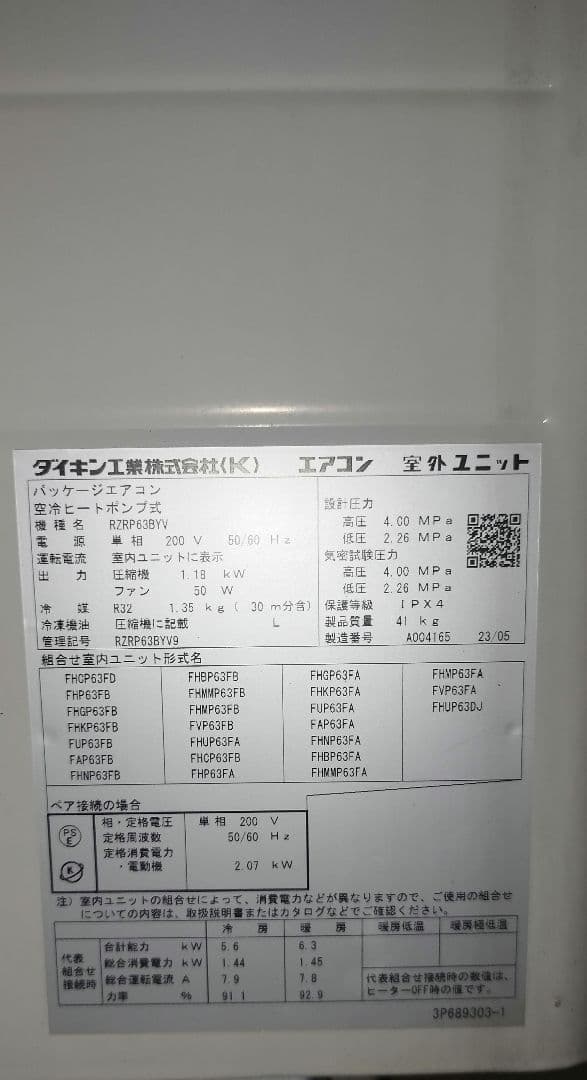 ダイキン工業株式会社(K) エアコン 室外ユニット
パッケージエアコン
空冷ヒートポンプ式
機種名 RZRP63BYV
電源 単相 200 V 50/60 Hz
運転電流 室内ユニットに表示
出力 圧縮機 1.18 kW
ファン 50 W
冷媒 R32 1.35 kg( 30 m分含)
冷凍機油 圧縮機に記載 L
管理記号 RZRP63BYV9
設計圧力
高圧 4.00 MPa
低圧 2.26 MPa
気密試験圧力
高圧 4.00 MPa
低圧 2.26 MPa
保護等級 IPX4
製品質量 41 kg
製造番号 A004165 23/05
組合せ室内ユニット形式名
FHCP63FD FHBP63FB FHGP63FA FHMP63FA
FHP63FB FHMMP63FB FHKP63FA FVP63FA
FHGP63FB FHMP63FB FUP63FA FHUP63DJ
FHKP63FB FVP63FB FAP63FA
FUP63FB FHUP63FA FHNP63FA
FAP63FB FHCP63FB FHBP63FA
FHNP63FB FHP63FA FHMMP63FA
ペア接続の場合
PS
E
K
相・定格電圧 単相 200 V
定格周波数 50/60 Hz
定格消費電力
・電動機 2.07 kW
注) 室内ユニットの組合せによって、消費電力などが異なりますので、ご使用の組合せ
についての内容は、取扱説明書またはカタログなどでご確認ください。
冷房 暖房 暖房低温 暖房極低温
代表
組合せ
接続時
合計能力 kW 5.6 6.3
総合消費電力 kW 1.44 1.45
総合運転電流 A 7.9 7.8
力率 % 91.1 92.9
代表組合せ接続時の数値は、
ヒーターOFF時の値です。
3P689303-1